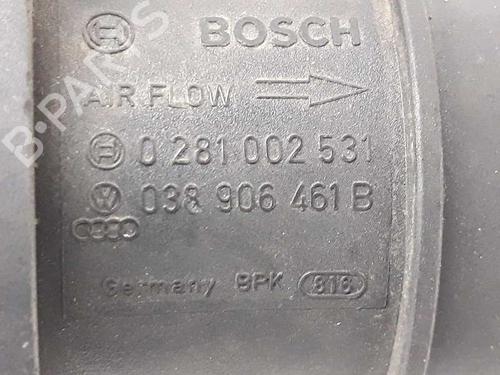 BOSCH
AIR FLOW
0 281 002 531
038 906 461 B
Germany BPK 816
B-PARTS